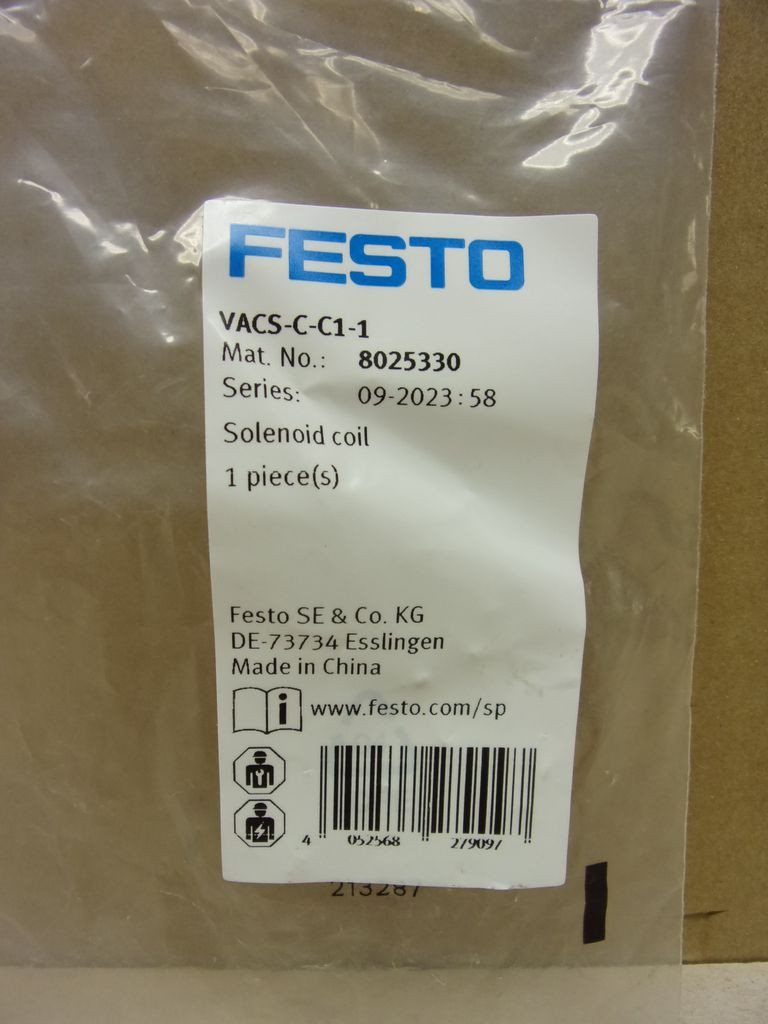 FESTO
VACS-C-C1-1
Mat. No.: 8025330
Series: 09-2023:58
Solenoid coil
1 piece(s)
Festo SE & Co. KG
DE-73734 Esslingen
Made in China
i www.festo.com/sp
4 052568 279097
213287